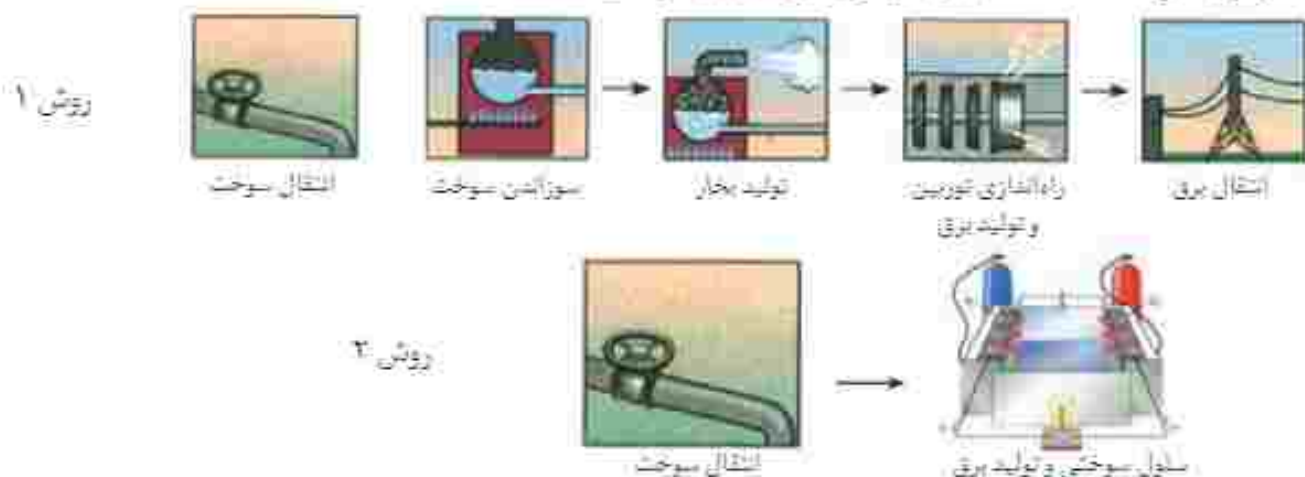 روش ۱
انتقال سوخت
سوزاندن سوخت
تولید بخار
راه‌اندازی توربین
و تولید برق
انتقال برق
روش ۲
انتقال سوخت
سلول سوختی و تولید برق